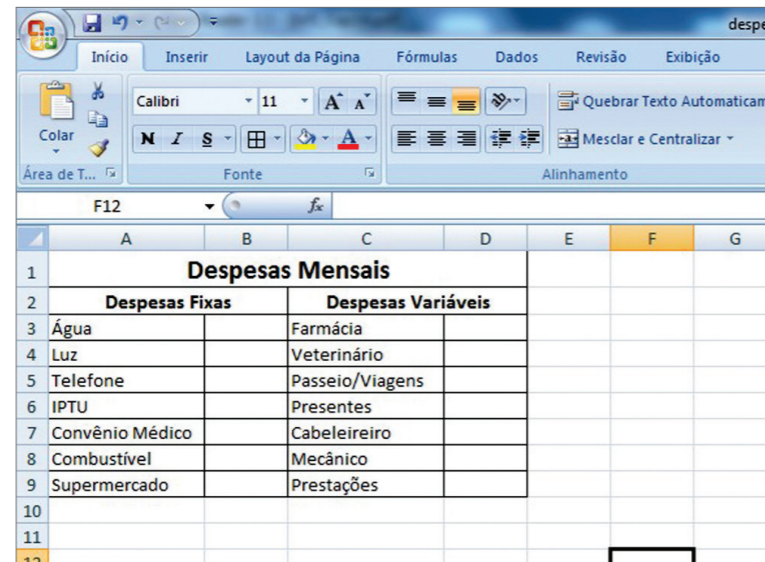 despe
Início Inserir Layout da Página Fórmulas Dados Revisão Exibição
Colar Calibri 11 A A Quebrar Texto Automaticam
N I S A Mesclar e Centralizar
Área de T... Fonte Alinhamento
F12 fx
A B C D E F G
1 Despesas Mensais
2 Despesas Fixas Despesas Variáveis
3 Água Farmácia
4 Luz Veterinário
5 Telefone Passeio/Viagens
6 IPTU Presentes
7 Convênio Médico Cabeleireiro
8 Combustível Mecânico
9 Supermercado Prestações
10
11
12